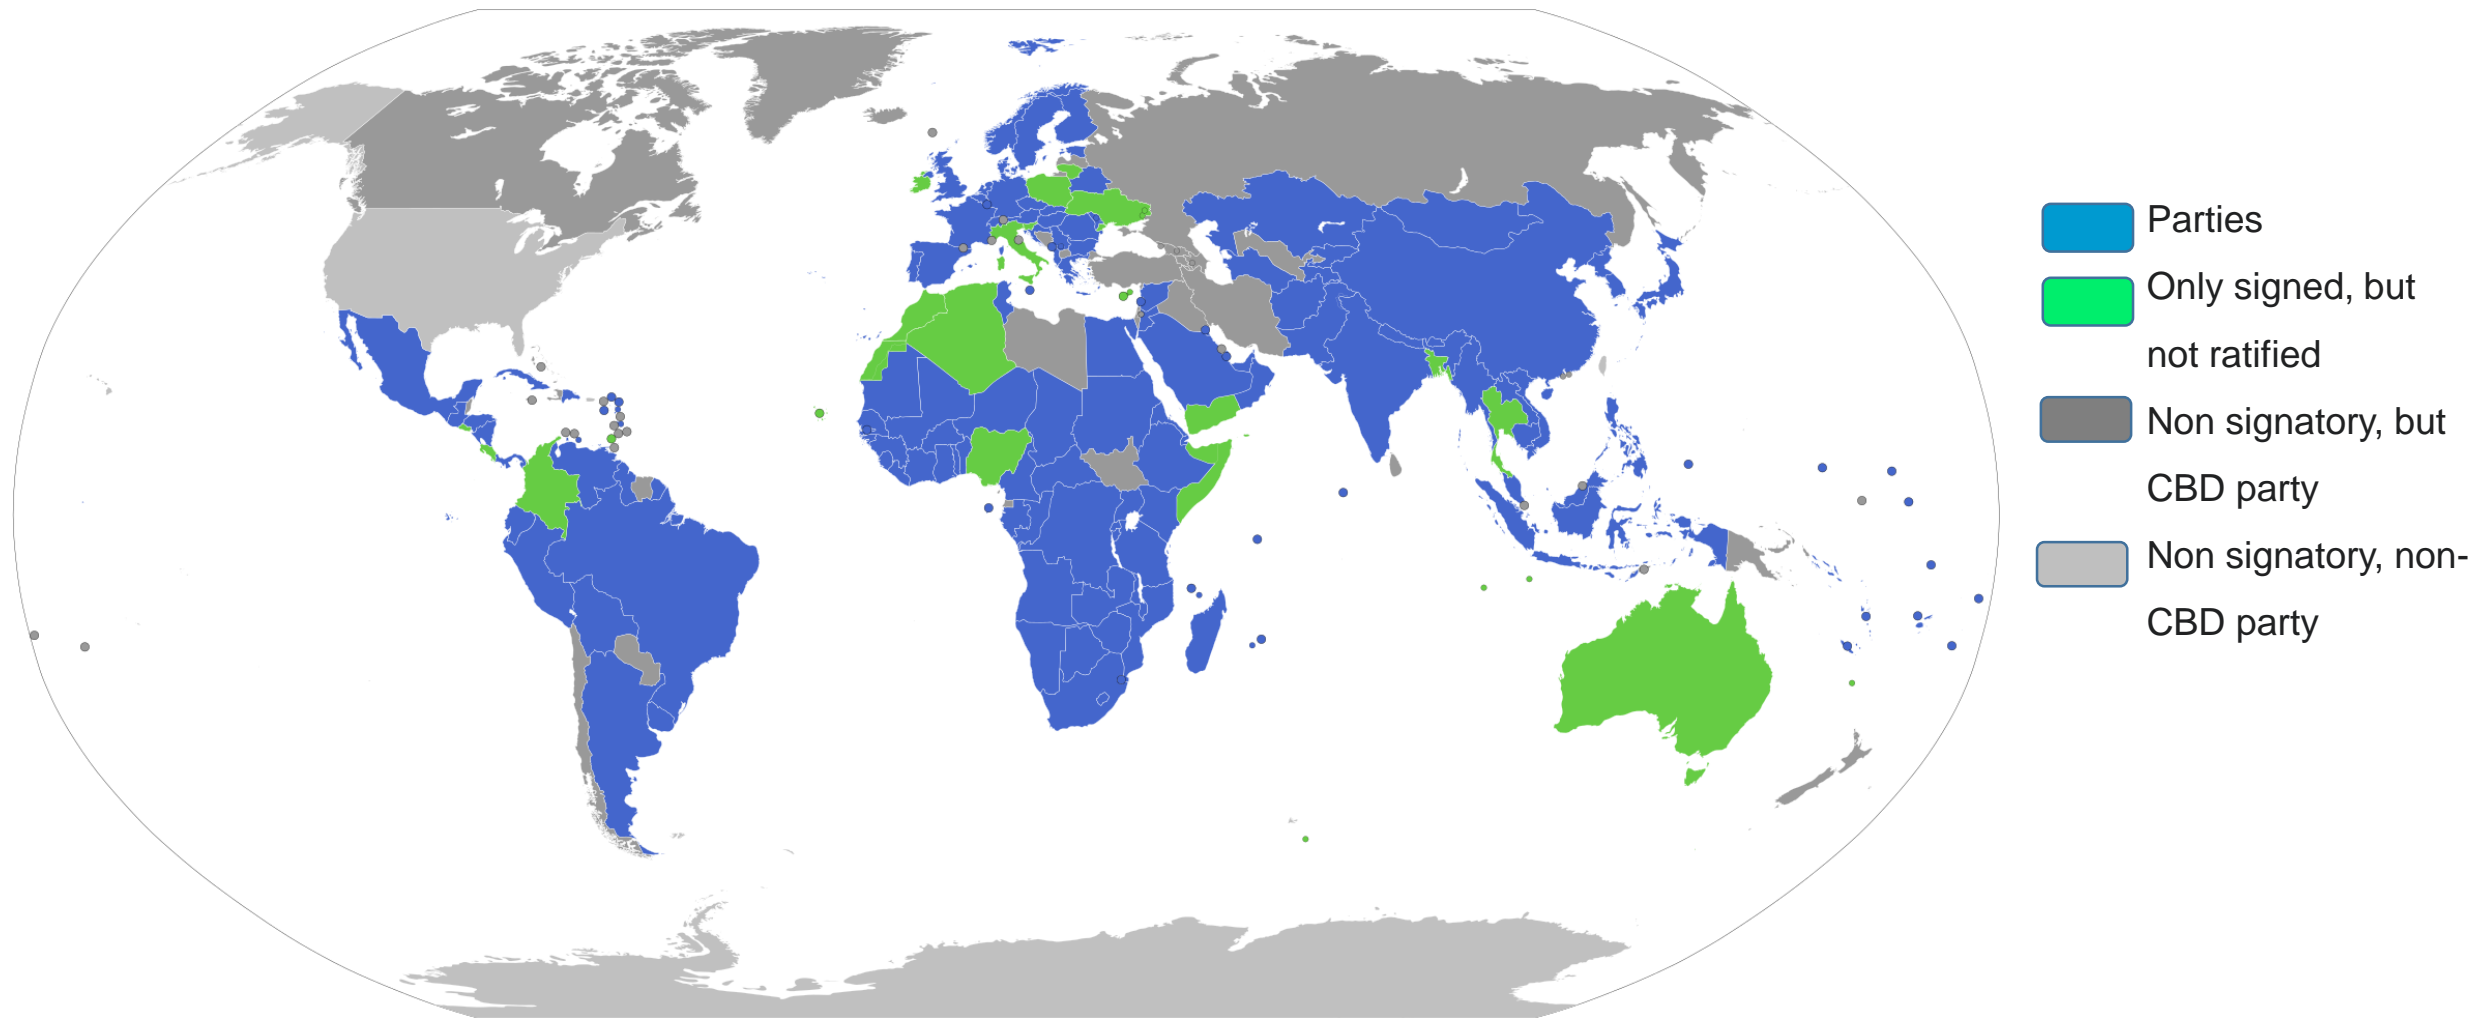 Parties
Only signed, but
not ratified
Non signatory, but
CBD party
Non signatory, non-
CBD party